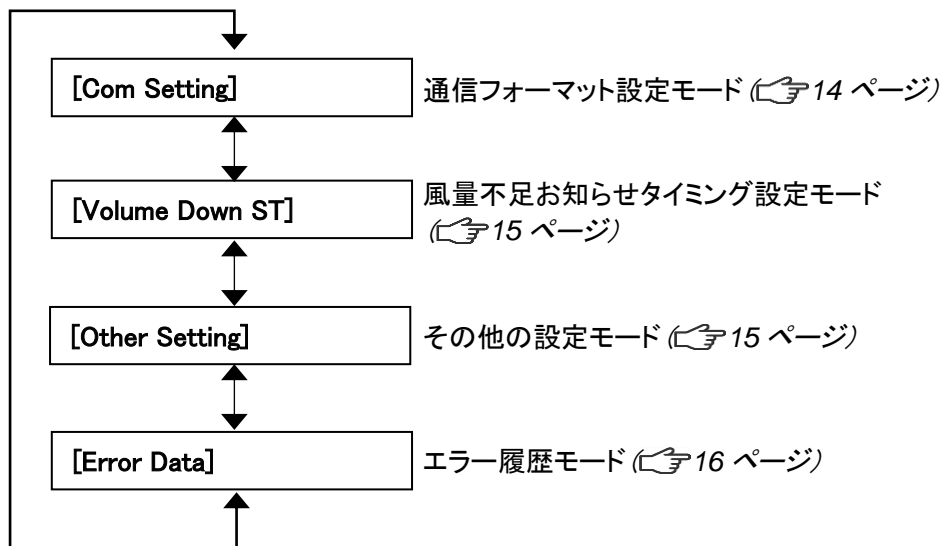 [Com Setting]
通信フォーマット設定モード(14 ページ)
[Volume Down ST]
風量不足お知らせタイミング設定モード
(15 ページ)
[Other Setting]
その他の設定モード(15 ページ)
[Error Data]
エラー履歴モード(16 ページ)